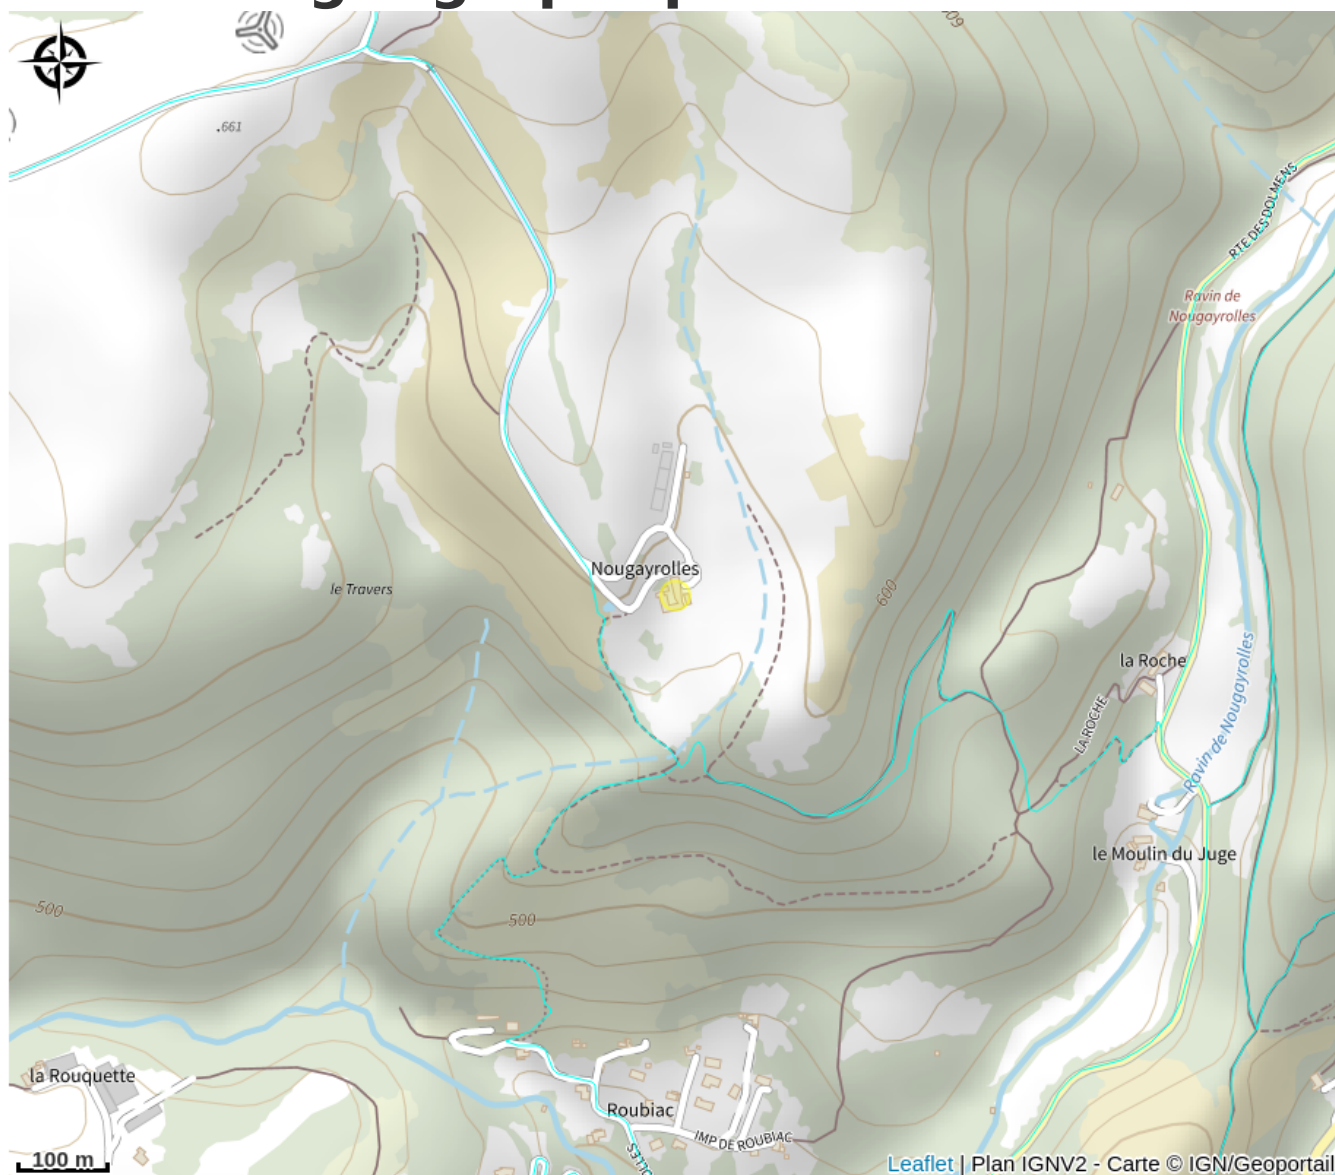 609
.661
RTE DES DOLMENS
Ravin de
Nougayrolles
Nougayrolles
le Travers
600
la Roche
LA ROCHE
Ravin de Nougayrolles
le Moulin du Juge
500
500
la Rouquette
Roubiac
IMP DE ROUBIAC
100 m
Leaflet | Plan IGNV2 - Carte © IGN/Geoportail